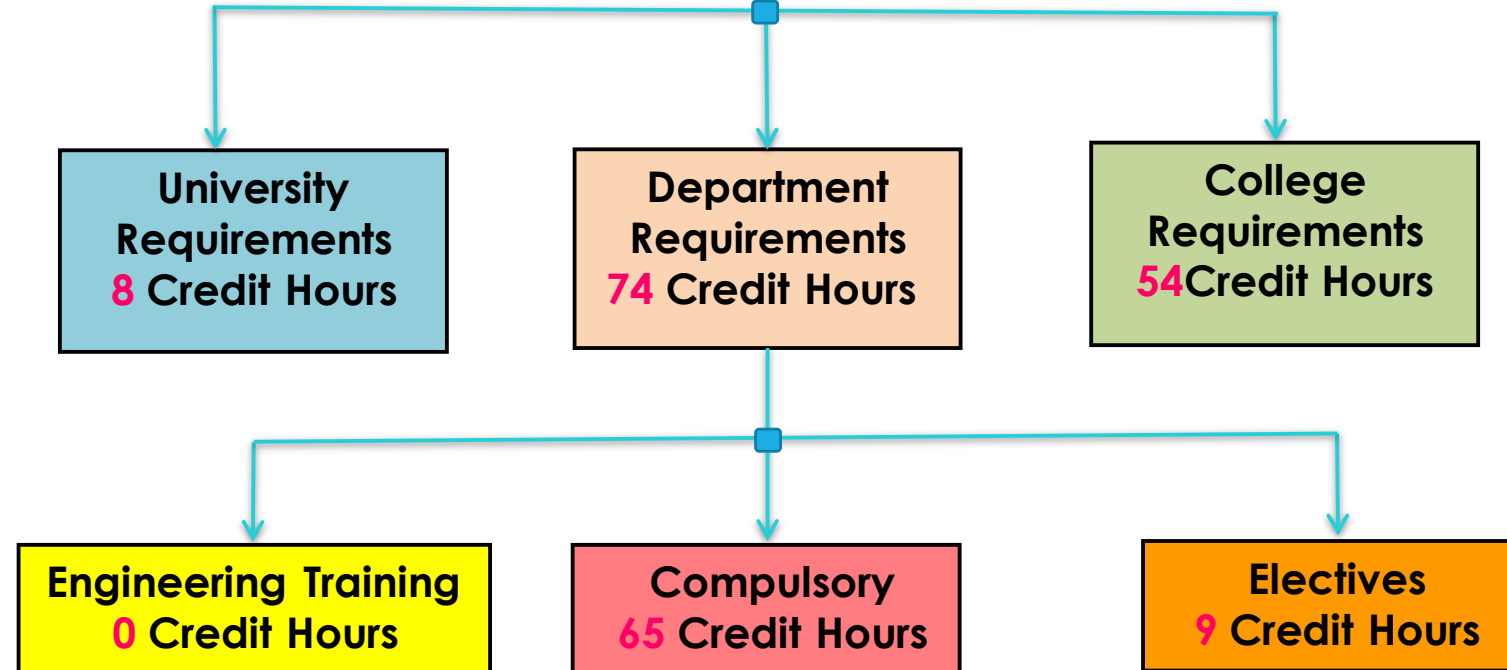 University
Requirements
8 Credit Hours
Department
Requirements
74 Credit Hours
College
Requirements
54Credit Hours
Engineering Training
0 Credit Hours
Compulsory
65 Credit Hours
Electives
9 Credit Hours